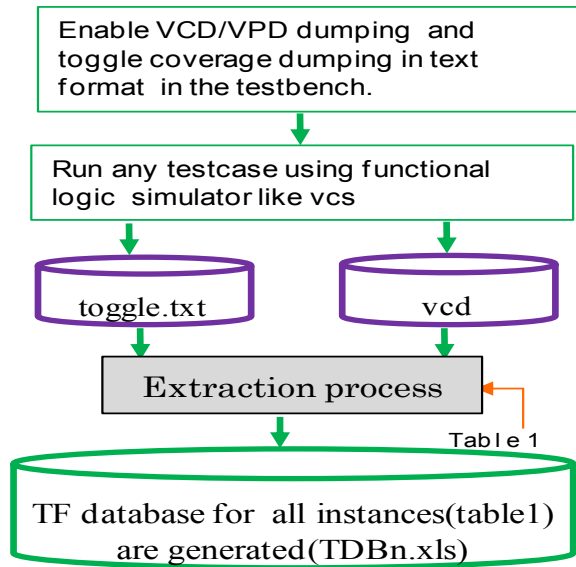 Enable VCD/VPD dumping and
toggle coverage dumping in text
format in the testbench.
Run any testcase using functional
logic simulator like vcs
toggle.txt
vcd
Extraction process
Table 1
TF database for all instances(table1)
are generated(TDBn.xls)